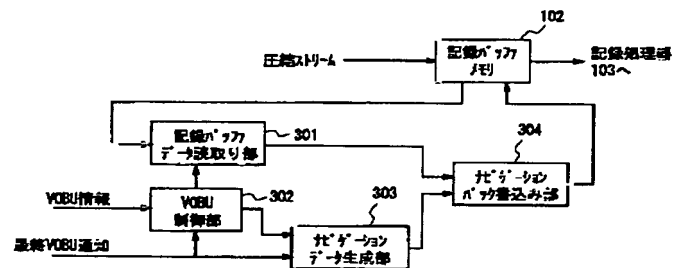 102
圧縮ストリーム
記録バッファ
メモリ
記録処理器
103へ
記録バッファ
データ読取り部
301
304
ナビゲーション
パック書込み部
VOBU情報
VOBU
制御部
302
303
最終VOBU通知
ナビゲーション
データ生成部